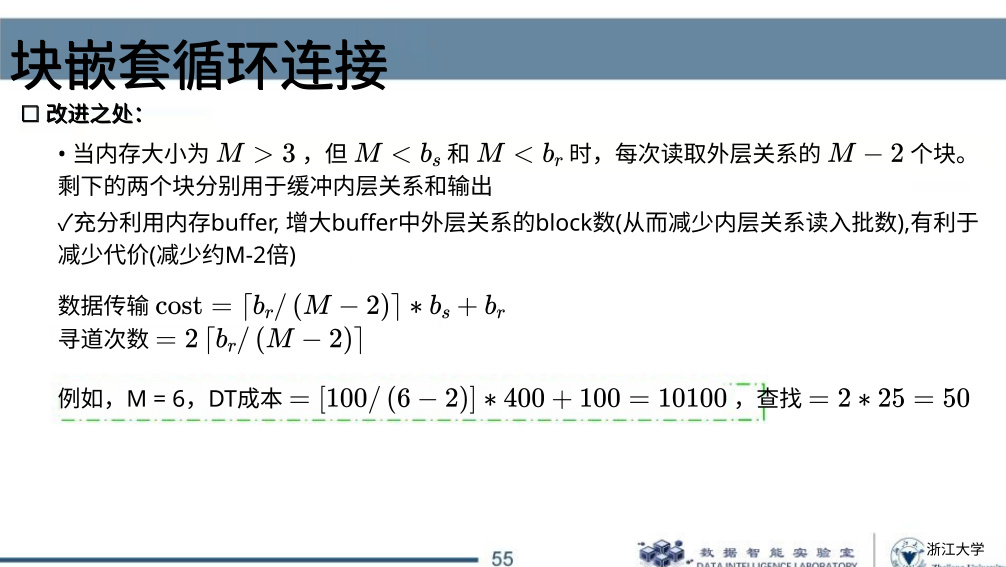 块嵌套循环连接
□ 改进之处：
• 当内存大小为 M > 3 ，但 M < b_s 和 M < b_r 时，每次读取外层关系的 M − 2 个块。
剩下的两个块分别用于缓冲内层关系和输出
✓充分利用内存buffer, 增大buffer中外层关系的block数(从而减少内层关系读入批数),有利于
减少代价(减少约M-2倍)
数据传输 cost = ⌈b_r/ (M − 2)⌉ ∗ b_s + b_r
寻道次数 = 2 ⌈b_r/ (M − 2)⌉
例如，M = 6，DT成本 = [100/ (6 − 2)] ∗ 400 + 100 = 10100 ，查找 = 2 ∗ 25 = 50
55
数据智能实验室
DATA INTELLIGENCE LABORATORY
浙江大学